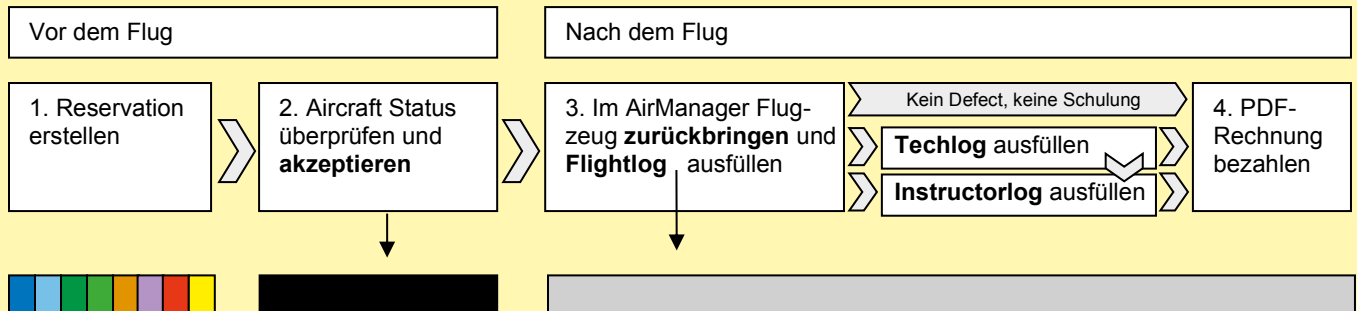 Vor dem Flug
Nach dem Flug
1. Reservation
erstellen
2. Aircraft Status
überprüfen und
akzeptieren
3. Im AirManager Flug-
zeug zurückbringen und
Flightlog ausfüllen
Kein Defect, keine Schulung
Techlog ausfüllen
Instructorlog ausfüllen
4. PDF-
Rechnung
bezahlen